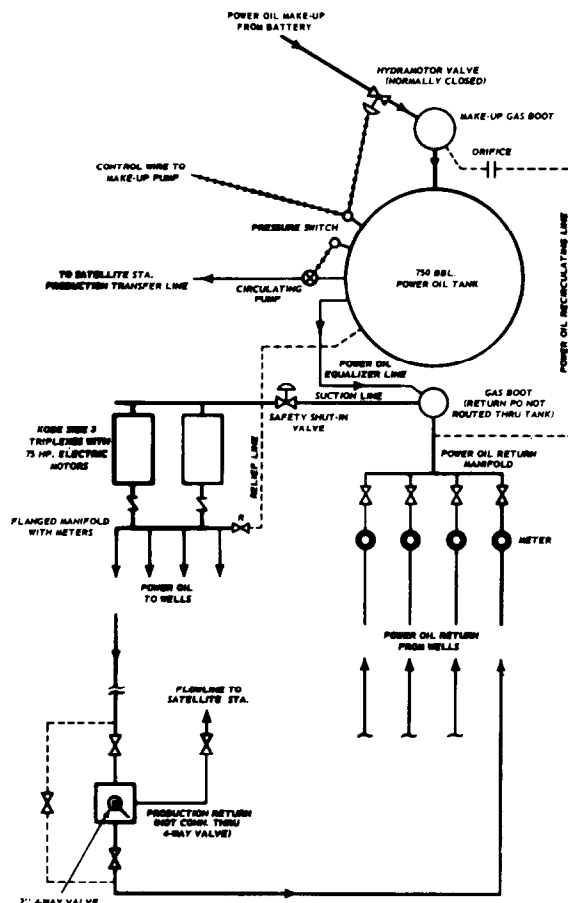 POWER OIL MAKE-UP
FROM BATTERY
HYDRAMOTOR VALVE
(NORMALLY CLOSED)
MAKE-UP GAS BOOT
ORIFICE
CONTROL WIRE TO
MAKE-UP PUMP
PRESSURE SWITCH
TO SATELLITE STA.
PRODUCTION TRANSFER LINE
CIRCULATING
PUMP
750 BBL.
POWER OIL TANK
POWER OIL RECIRCULATING LINE
POWER OIL
EQUALIZER LINE
SUCTION LINE
GAS BOOT
(RETURN PO NOT
ROUTED THRU TANK)
SAFETY SHUT-IN
VALVE
KOBE SIZE 3
TRIPLEXES WITH
75 HP. ELECTRIC
MOTORS
RELIEF LINE
POWER OIL RETURN
MANIFOLD
FLANGED MANIFOLD
WITH METERS
R
METER
POWER OIL
TO WELLS
POWER OIL RETURN
FROM WELLS
FLOWLINE TO
SATELLITE STA.
PRODUCTION RETURN
(NOT CONN. THRU
4-WAY VALVE)
4-WAY VALVE